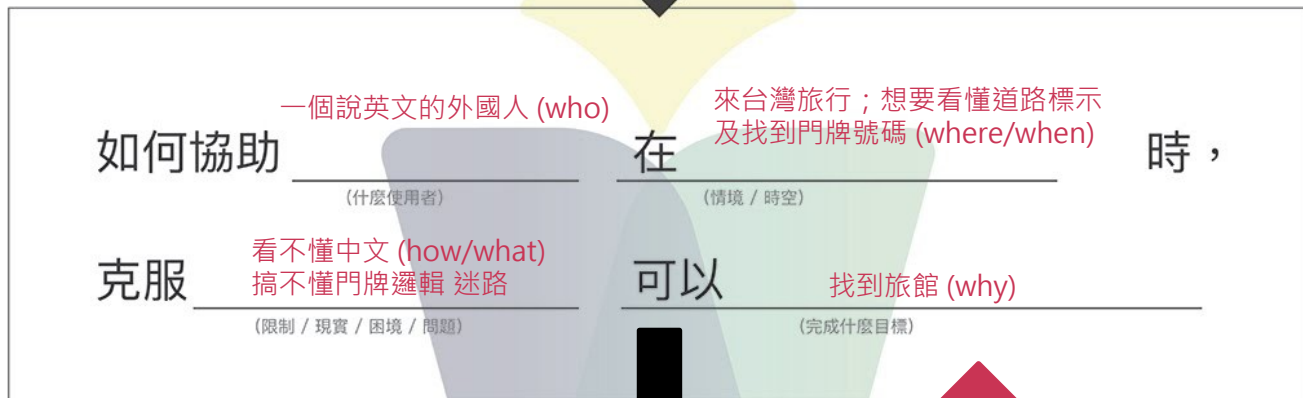 一個說英文的外國人 (who)
來台灣旅行；想要看懂道路標示
及找到門牌號碼 (where/when)
如何協助 在 時，
(什麼使用者) (情境 / 時空)
看不懂中文 (how/what)
搞不懂門牌邏輯 迷路
克服 可以 找到旅館 (why)
(限制 / 現實 / 困境 / 問題) (完成什麼目標)